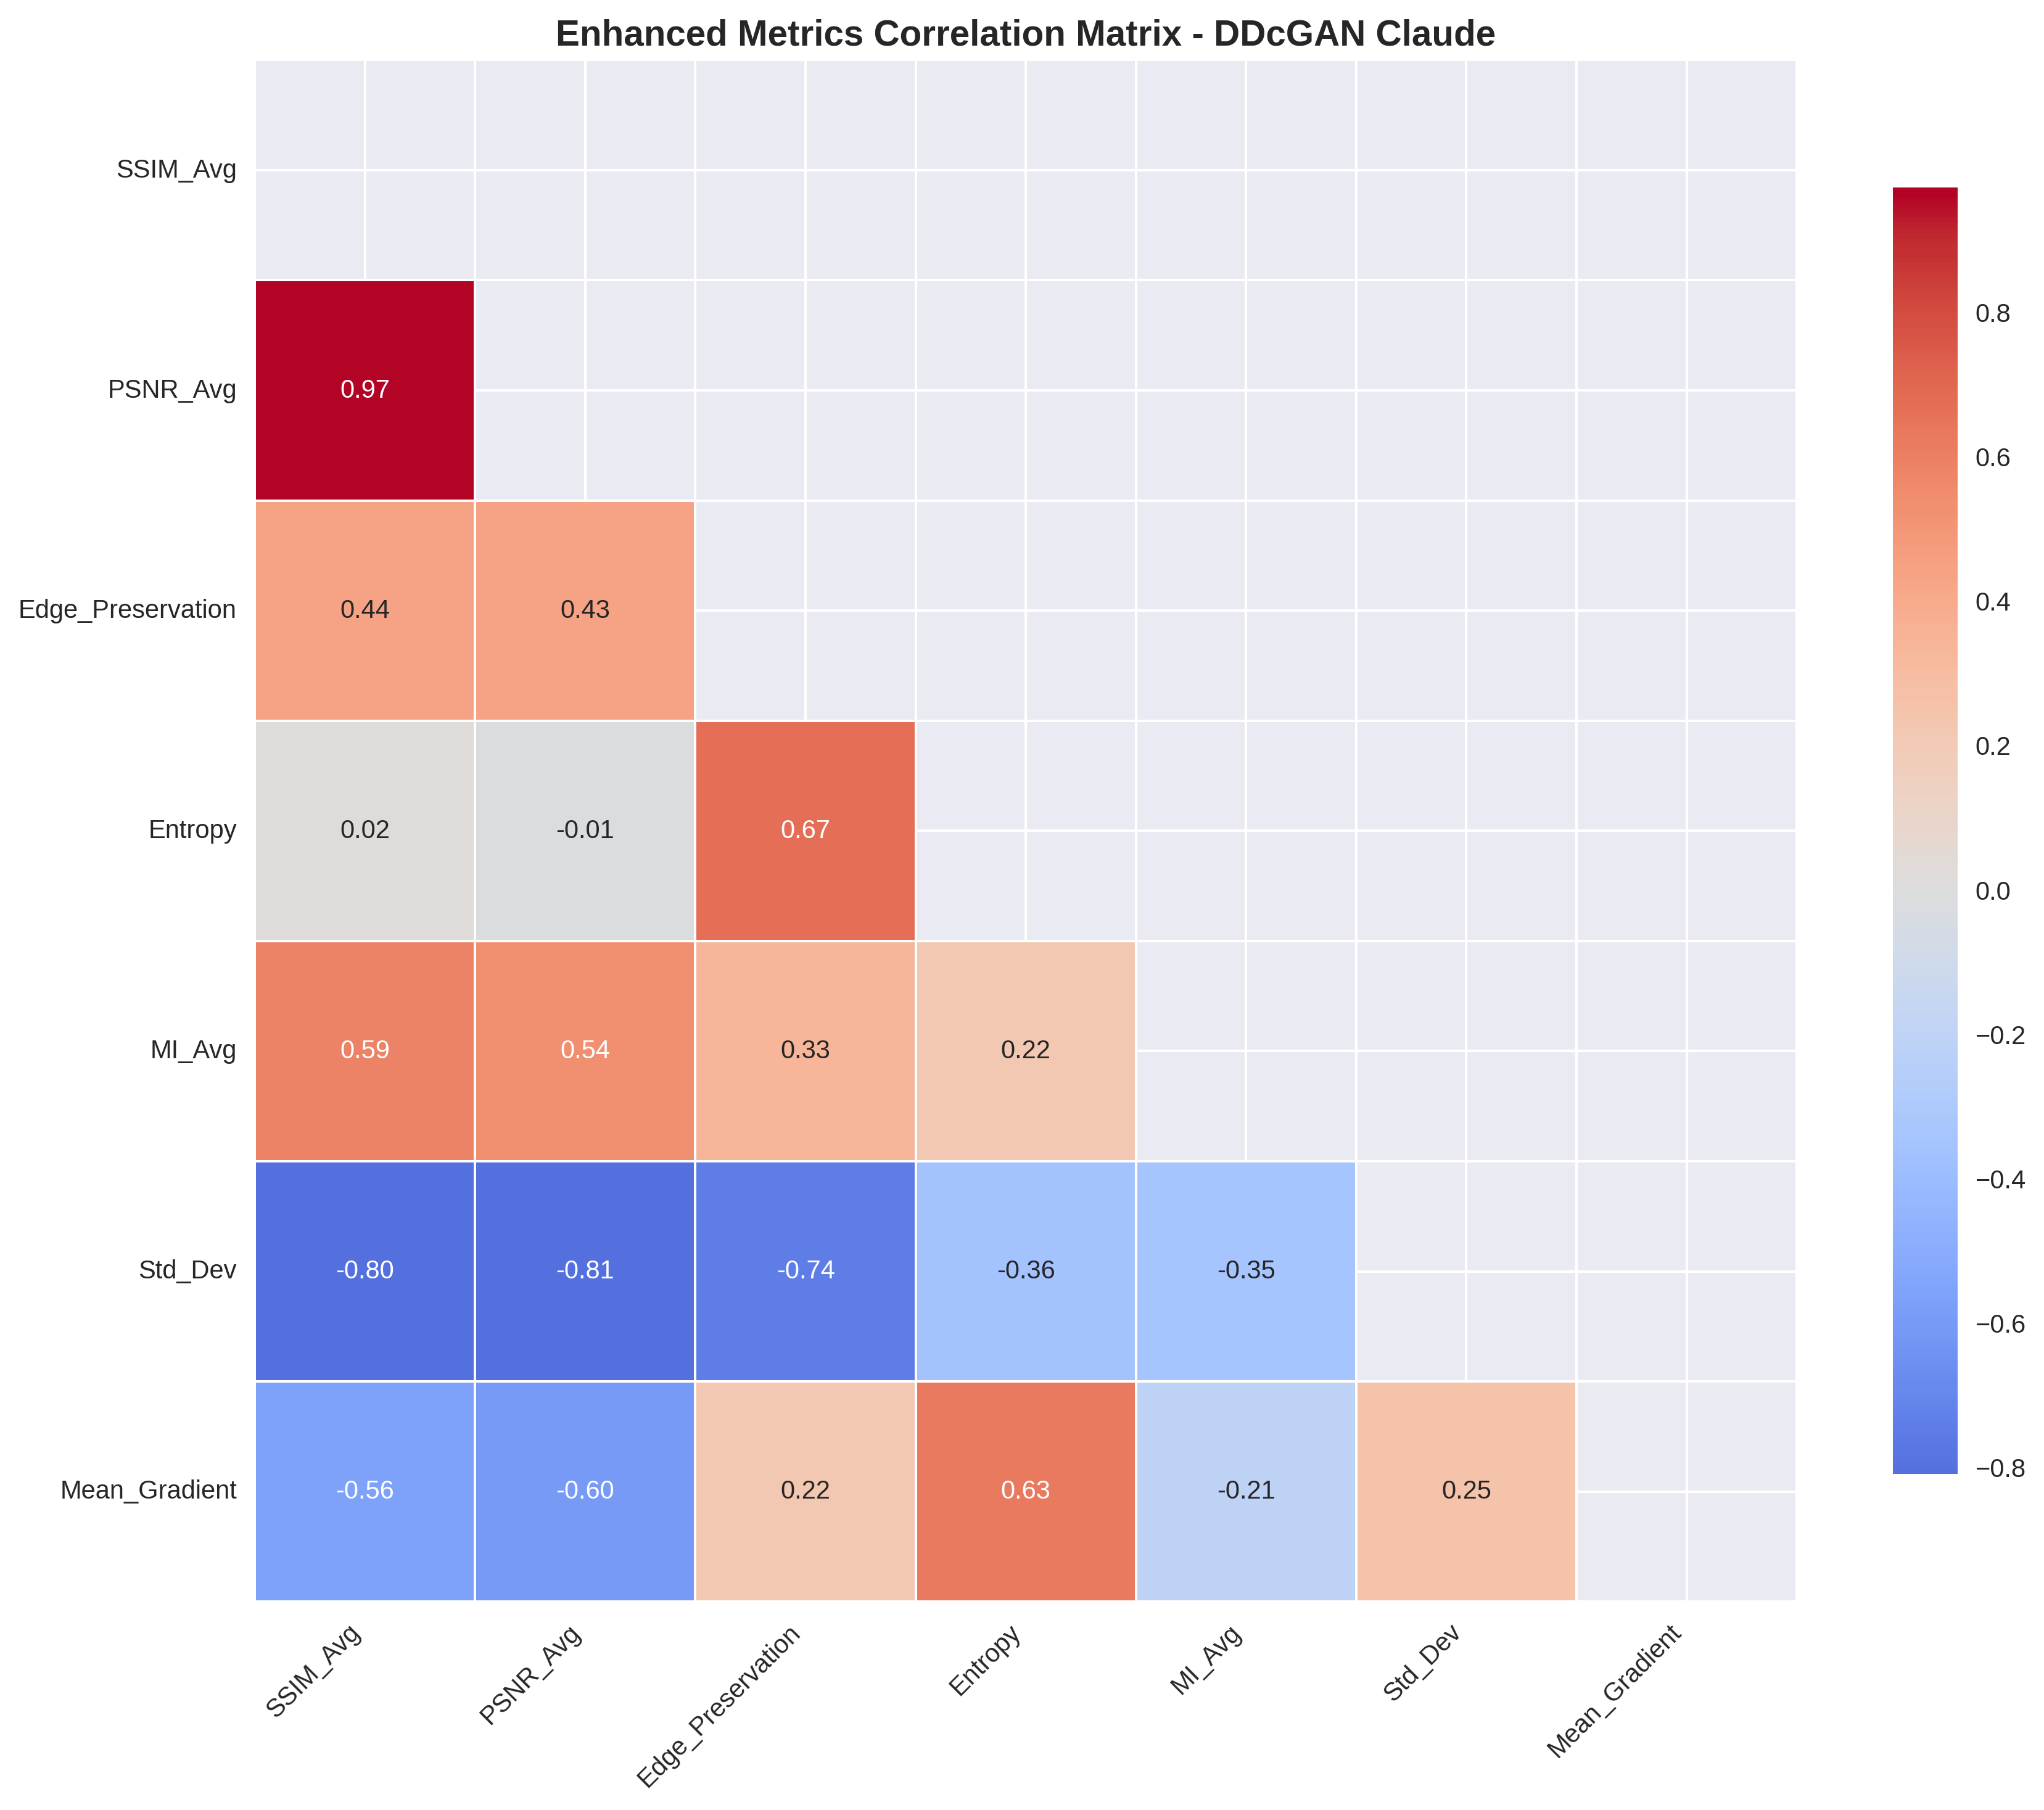 Enhanced Metrics Correlation Matrix - DDcGAN Claude
SSIM_Avg
PSNR_Avg
0.97
Edge_Preservation
0.44 0.43
Entropy
0.02 -0.01 0.67
MI_Avg
0.59 0.54 0.33 0.22
Std_Dev
-0.80 -0.81 -0.74 -0.36 -0.35
Mean_Gradient
-0.56 -0.60 0.22 0.63 -0.21 0.25
SSIM_Avg
PSNR_Avg
Edge_Preservation
Entropy
MI_Avg
Std_Dev
Mean_Gradient
0.8
0.6
0.4
0.2
0.0
−0.2
−0.4
−0.6
−0.8